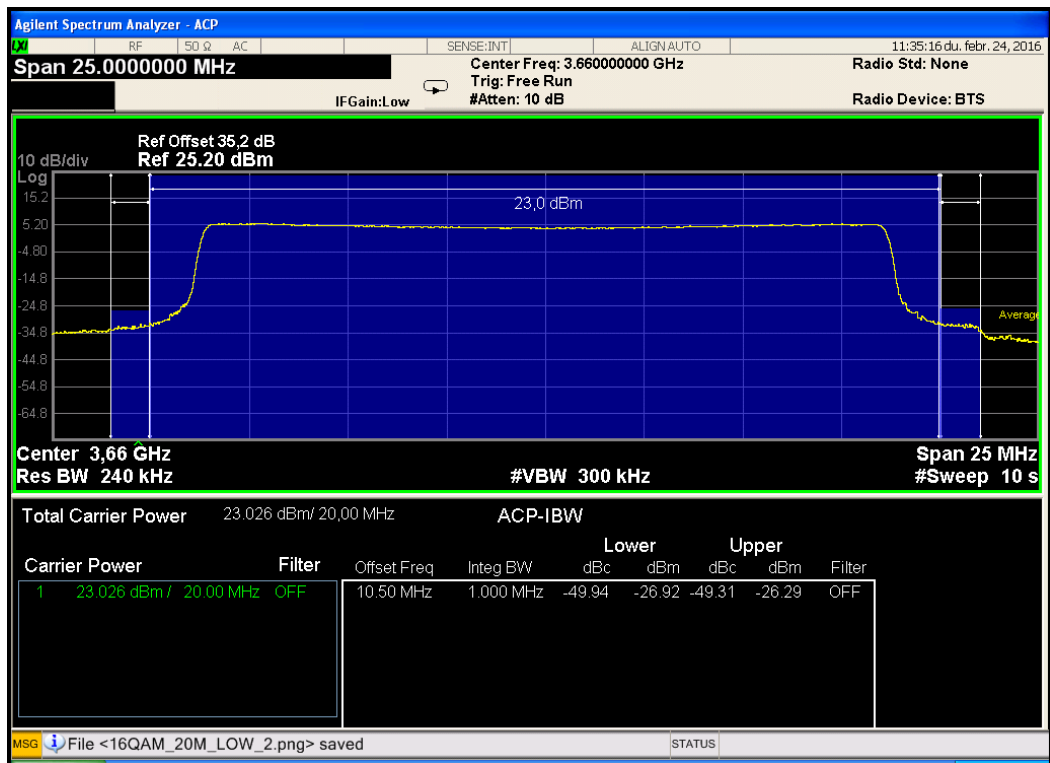 Agilent Spectrum Analyzer - ACP
LXI RF 50 Ω AC SENSE:INT ALIGN AUTO 11:35:16 du. febr. 24, 2016
Span 25.0000000 MHz Center Freq: 3.660000000 GHz Radio Std: None
Trig: Free Run
IFGain:Low #Atten: 10 dB Radio Device: BTS
Ref Offset 35,2 dB
10 dB/div Ref 25.20 dBm
Log
15.2
23,0 dBm
5.20
-4.80
-14.8
-24.8
Average
-34.8
-44.8
-54.8
-64.8
Center 3,66 GHz Span 25 MHz
Res BW 240 kHz #VBW 300 kHz #Sweep 10 s
Total Carrier Power 23.026 dBm/ 20,00 MHz ACP-IBW
Lower Upper
Carrier Power Filter Offset Freq Integ BW dBc dBm dBc dBm Filter
1 23.026 dBm / 20.00 MHz OFF 10.50 MHz 1.000 MHz -49.94 -26.92 -49.31 -26.29 OFF
MSG File <16QAM_20M_LOW_2.png> saved STATUS